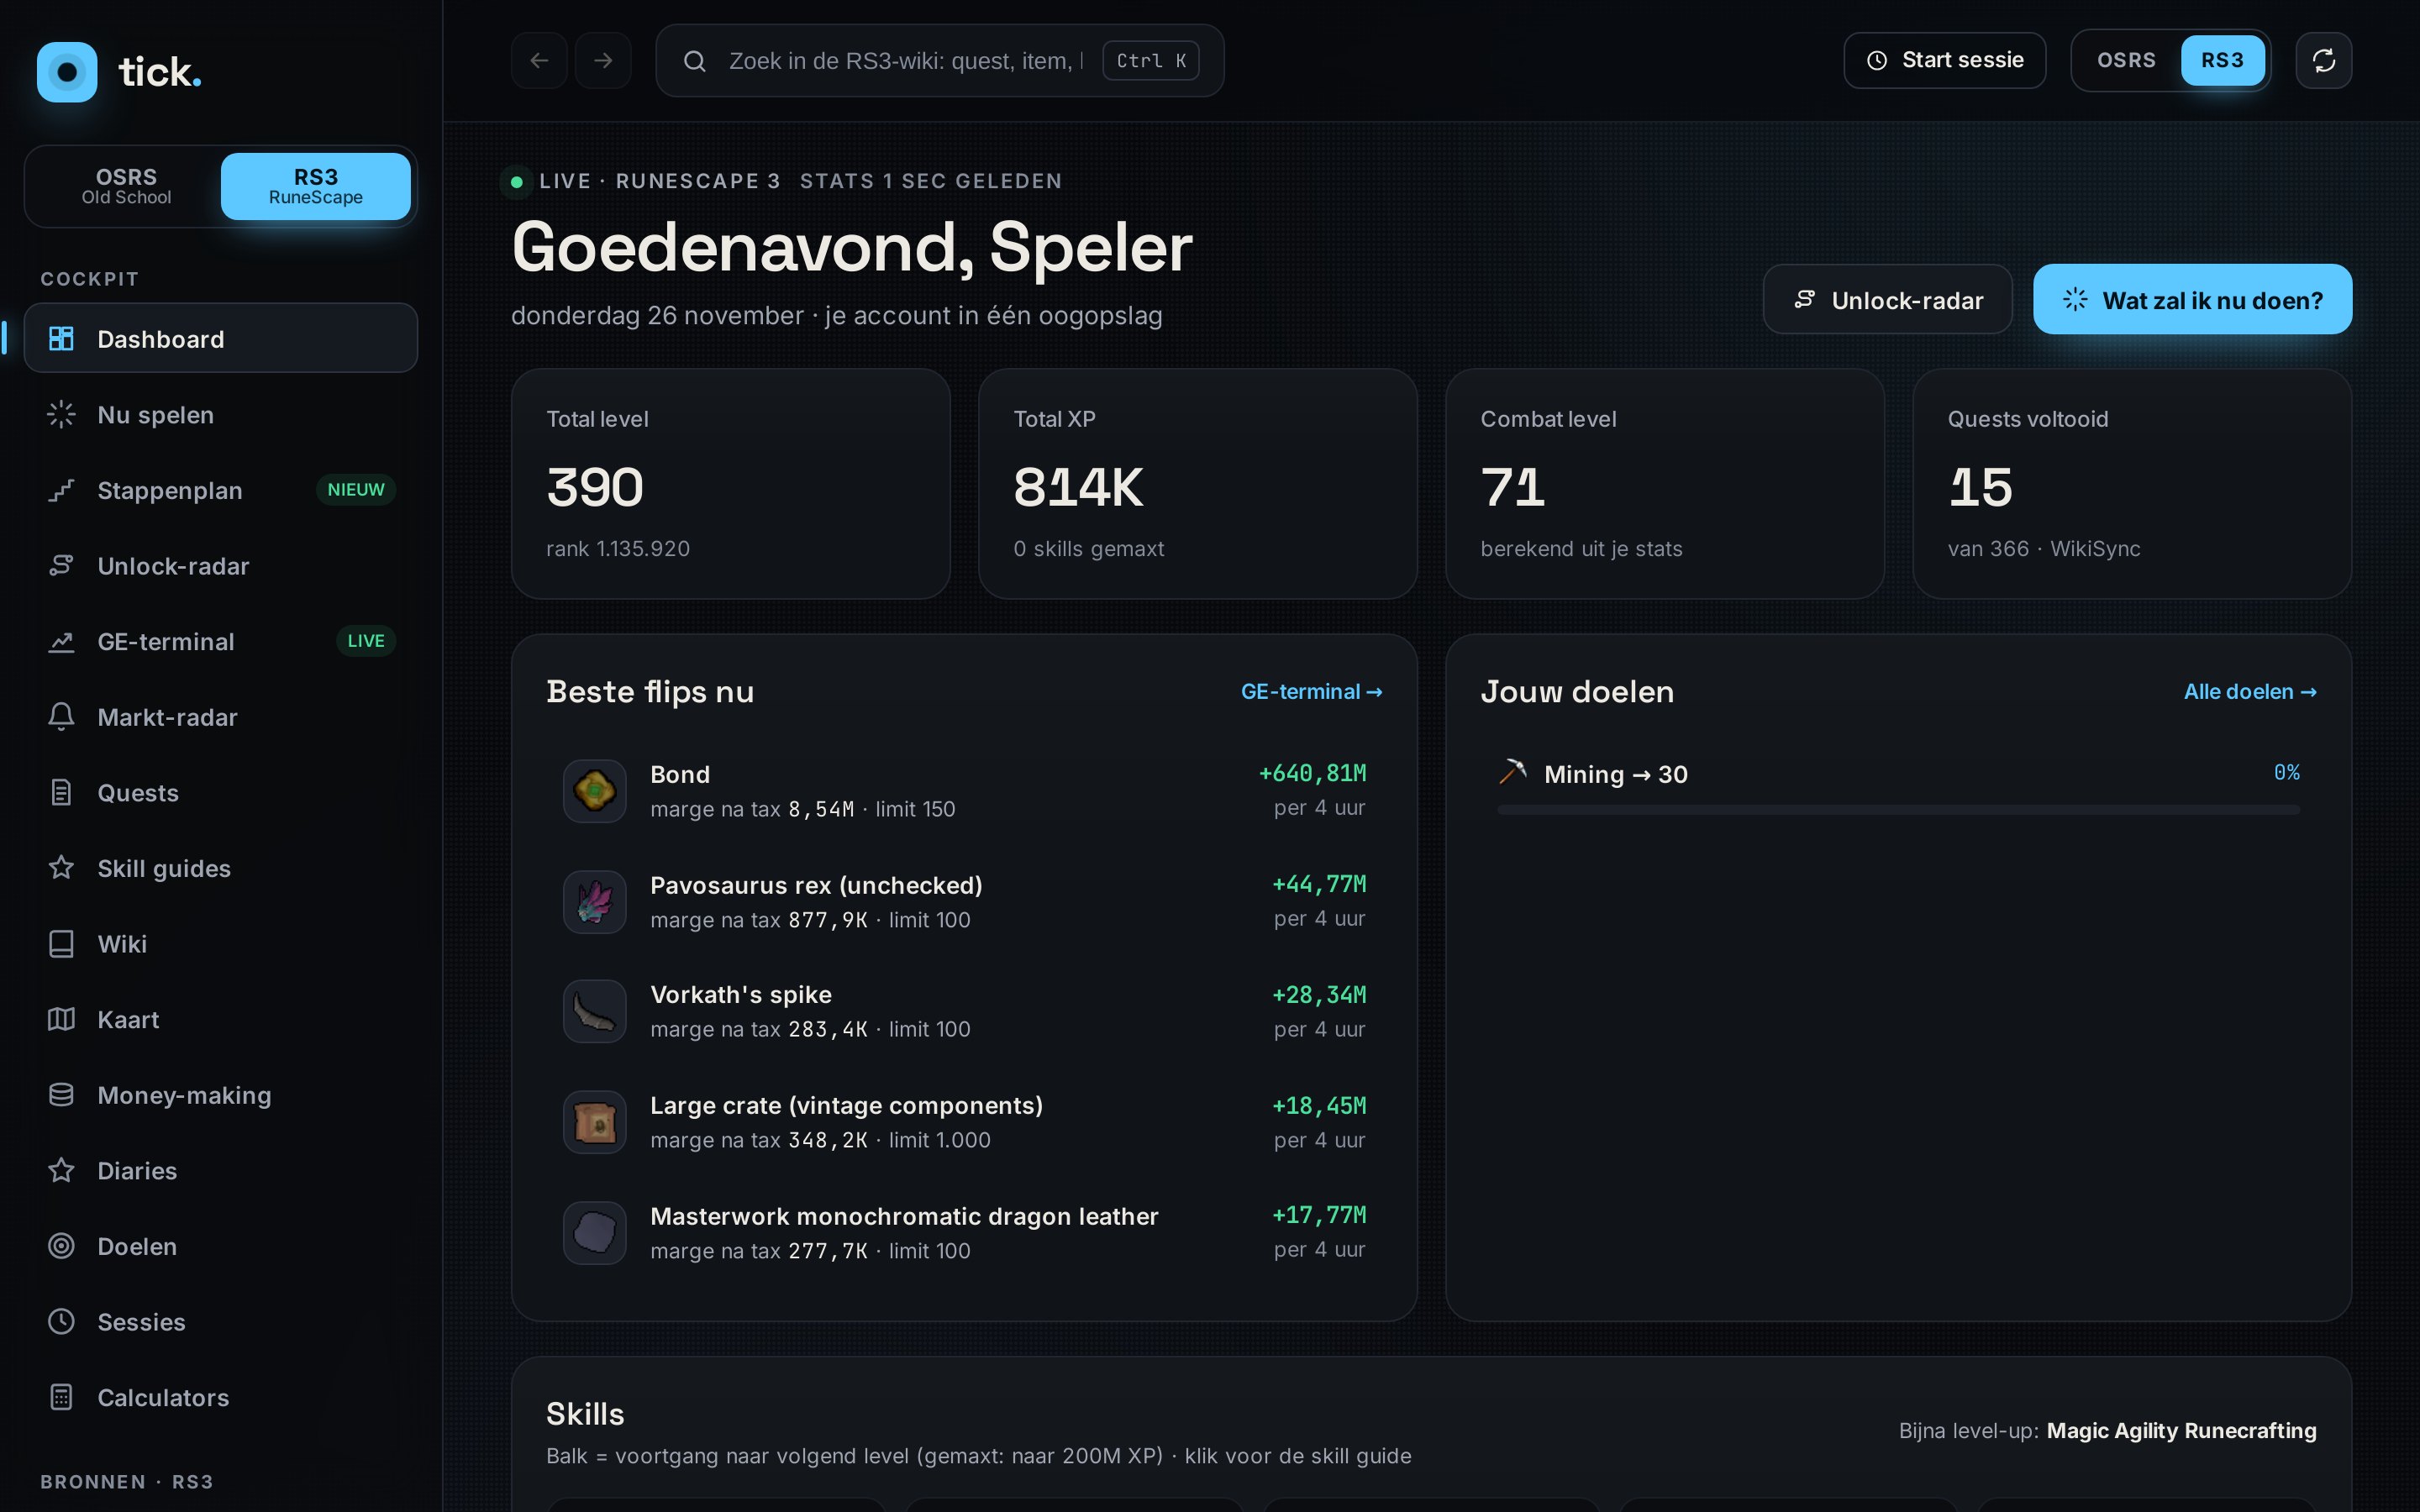 tick.
OSRS
Old School
RS3
RuneScape
COCKPIT
Dashboard
Nu spelen
Stappenplan NIEUW
Unlock-radar
GE-terminal LIVE
Markt-radar
Quests
Skill guides
Wiki
Kaart
Money-making
Diaries
Doelen
Sessies
Calculators
BRONNEN · RS3
Zoek in de RS3-wiki: quest, item, Ctrl K
Start sessie
OSRS RS3
LIVE · RUNESCAPE 3 STATS 1 SEC GELEDEN
Goedenavond, Speler
donderdag 26 november · je account in één oogopslag
Unlock-radar
Wat zal ik nu doen?
Total level
390
rank 1.135.920
Total XP
814K
0 skills gemaxt
Combat level
71
berekend uit je stats
Quests voltooid
15
van 366 · WikiSync
Beste flips nu GE-terminal →
Bond +640,81M
marge na tax 8,54M · limit 150 per 4 uur
Pavosaurus rex (unchecked) +44,77M
marge na tax 877,9K · limit 100 per 4 uur
Vorkath's spike +28,34M
marge na tax 283,4K · limit 100 per 4 uur
Large crate (vintage components) +18,45M
marge na tax 348,2K · limit 1.000 per 4 uur
Masterwork monochromatic dragon leather +17,77M
marge na tax 277,7K · limit 100 per 4 uur
Jouw doelen Alle doelen →
Mining → 30 0%
Skills
Balk = voortgang naar volgend level (gemaxt: naar 200M XP) · klik voor de skill guide
Bijna level-up: Magic Agility Runecrafting